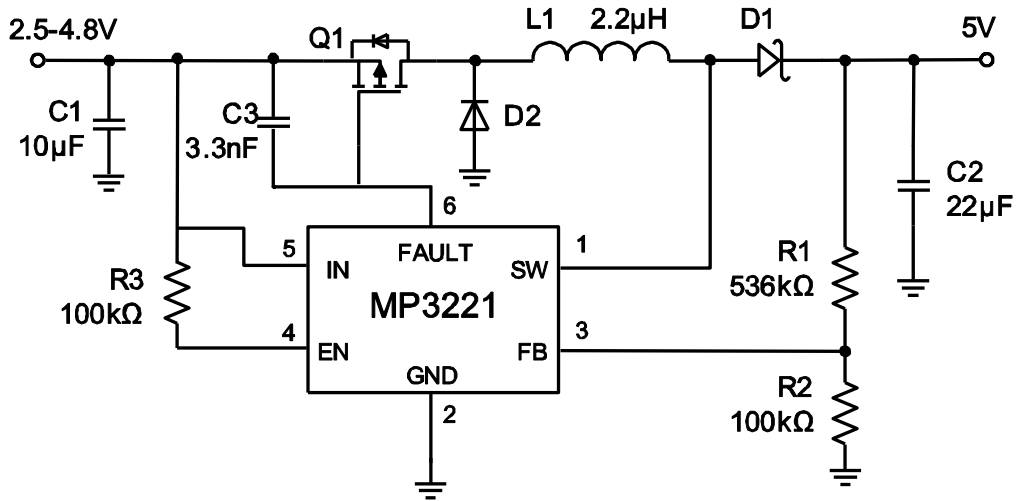 2.5-4.8V
Q1
L1
2.2µH
D1
5V
C1
10µF
C3
3.3nF
D2
C2
22µF
6
5
1
FAULT
IN
SW
R3
100kΩ
MP3221
R1
536kΩ
4
3
EN
FB
GND
2
R2
100kΩ